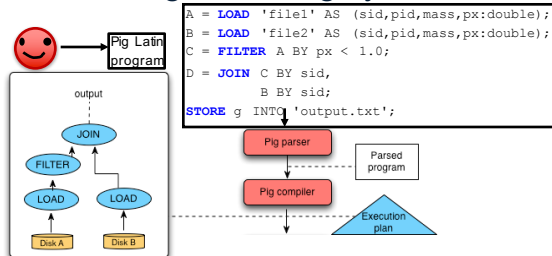 Pig Latin
program
A = LOAD 'file1' AS (sid,pid,mass,px:double);
B = LOAD 'file2' AS (sid,pid,mass,px:double);
C = FILTER A BY px < 1.0;
D = JOIN C BY sid,
B BY sid;
STORE g INTO 'output.txt';
output
JOIN
FILTER
LOAD
LOAD
Disk A
Disk B
Pig parser
Parsed
program
Pig compiler
Execution
plan